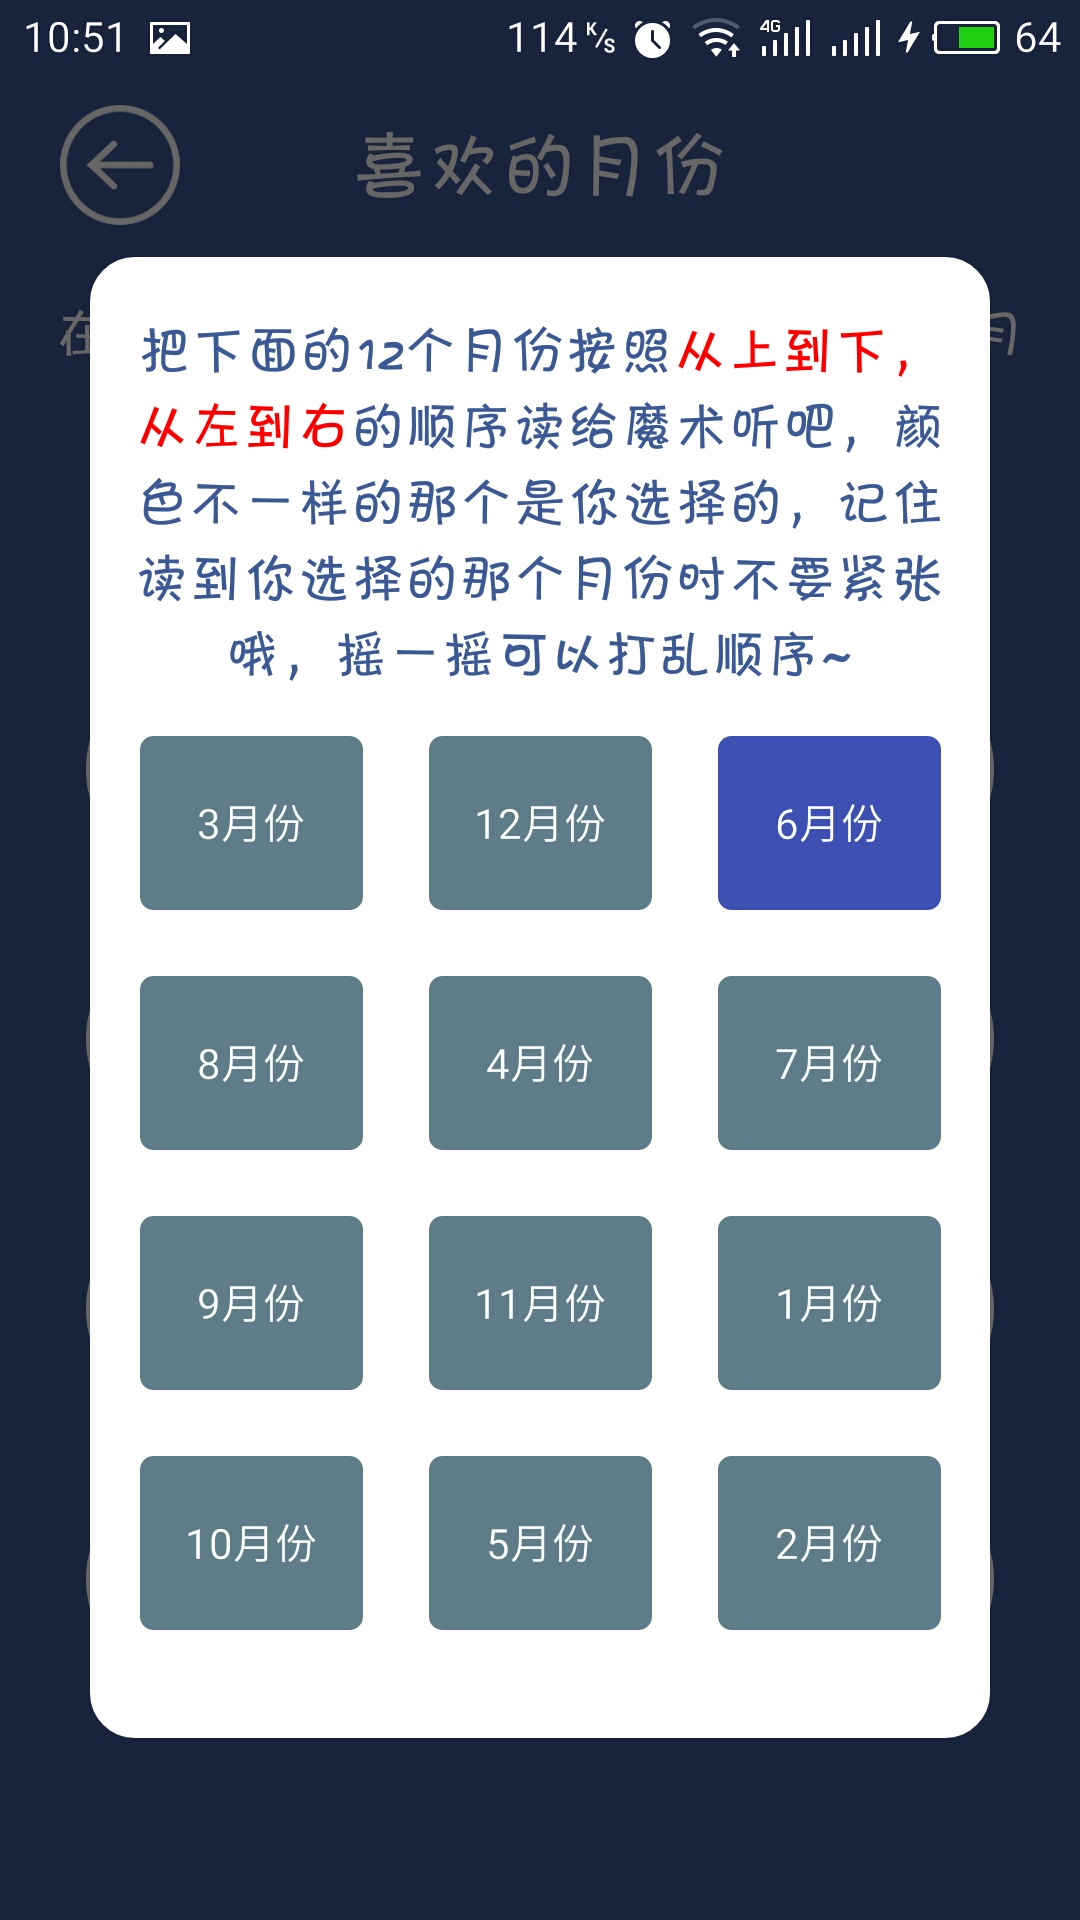 10:51 114 K/s 4G 64
喜欢的月份
把下面的12个月份按照从上到下，
从左到右的顺序读给魔术听吧，颜
色不一样的那个是你选择的，记住
读到你选择的那个月份时不要紧张
哦，摇一摇可以打乱顺序~
3月份 12月份 6月份
8月份 4月份 7月份
9月份 11月份 1月份
10月份 5月份 2月份